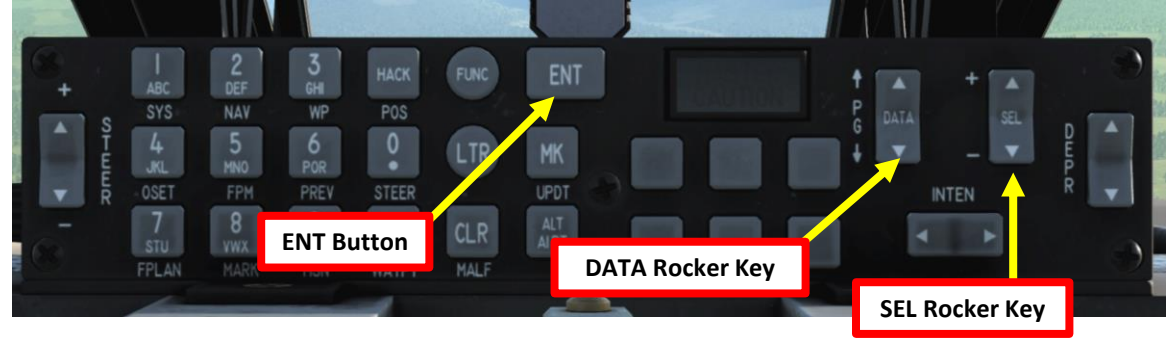 1 2 3 HACK FUNC ENT
ABC DEF GHI
SYS NAV WP POS
+
STEER
-
4 5 6 0 LTR MK
JKL MNO PQR
OSET FPM PREV STEER UPDT
7 8 CLR ALT
STU VWX
FPLAN MARK MALF
CAUTION
PG
DATA
+
SEL
-
DEPR
INTEN
ENT Button
DATA Rocker Key
SEL Rocker Key